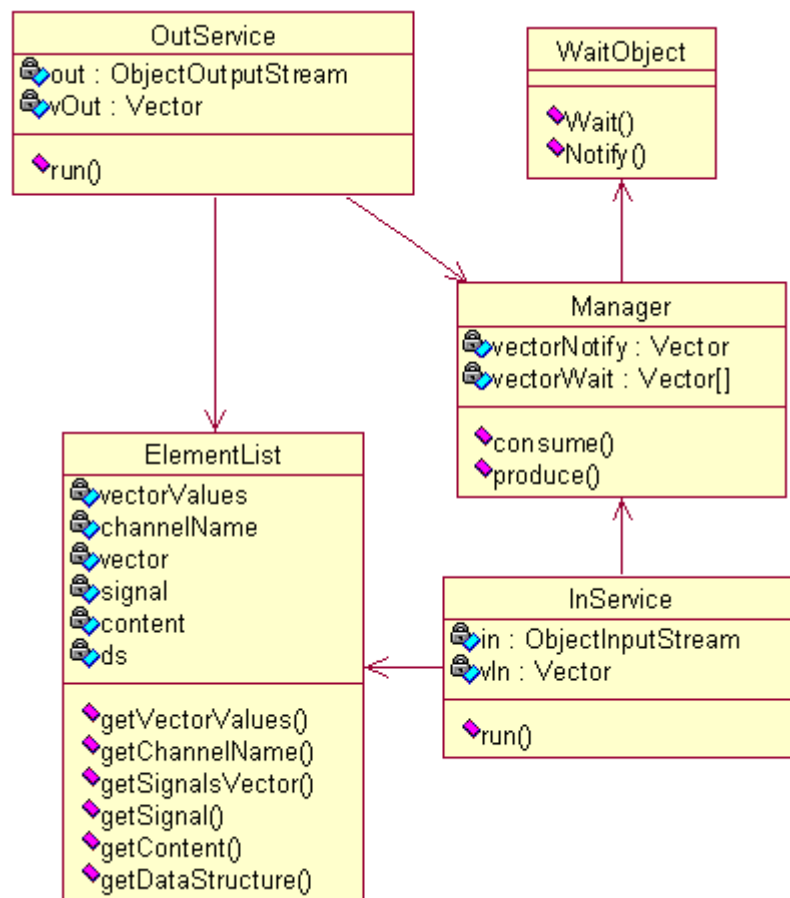 OutService
out : ObjectOutputStream
vOut : Vector
run()
WaitObject
Wait()
Notify()
Manager
vectorNotify : Vector
vectorWait : Vector[]
consume()
produce()
ElementList
vectorValues
channelName
vector
signal
content
ds
getVectorValues()
getChannelName()
getSignalsVector()
getSignal()
getContent()
getDataStructure()
InService
in : ObjectInputStream
vIn : Vector
run()